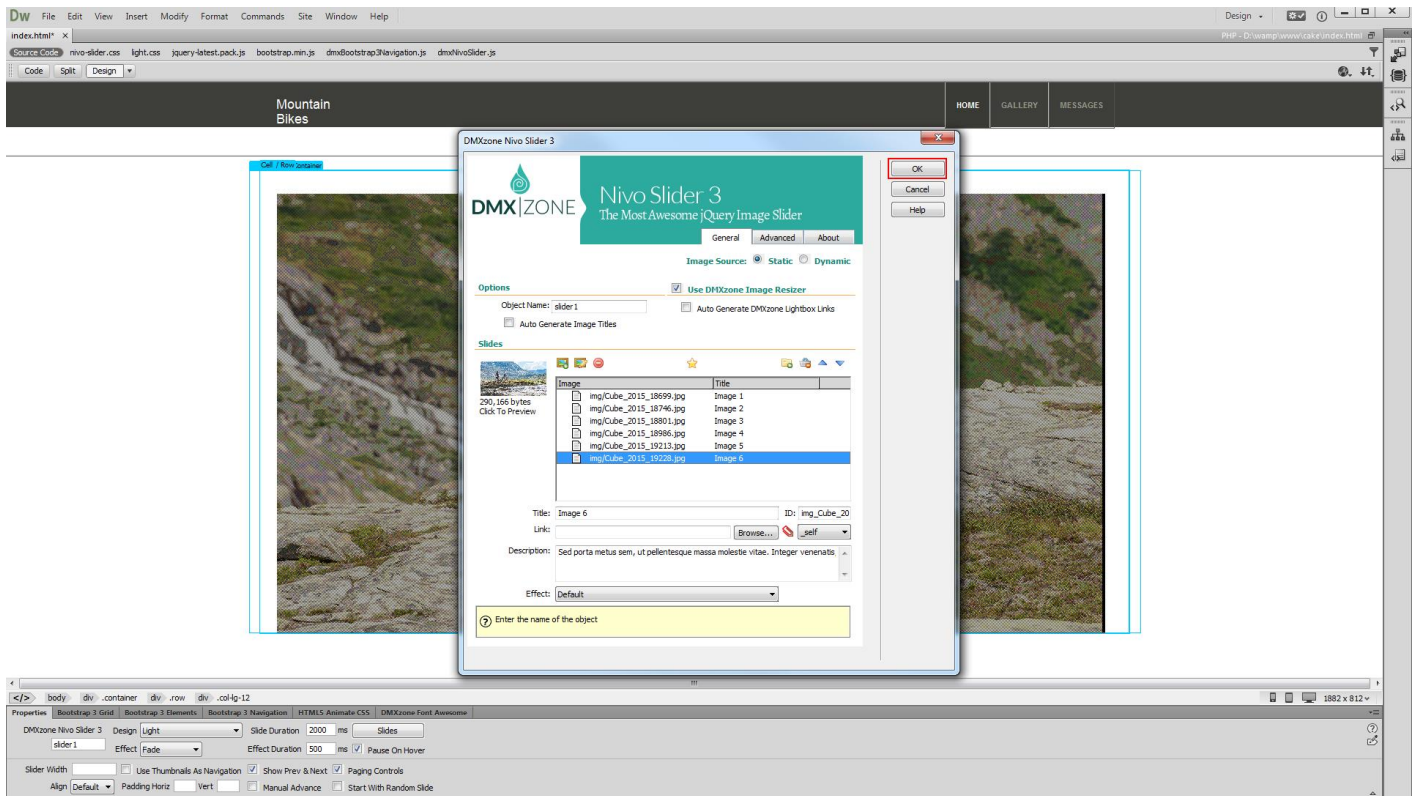 Dw File Edit View Insert Modify Format Commands Site Window Help Design
index.html* x PHP - D:\wamp\www\cake\index.html
Source Code nivo-slider.css light.css jquery-latest.pack.js bootstrap.min.js dmxBootstrap3Navigation.js dmxNivoSlider.js
Code Split Design
Mountain
Bikes
HOME GALLERY MESSAGES
DMXzone Nivo Slider 3
Cell / Row Container
DMX|ZONE
Nivo Slider 3
The Most Awesome jQuery Image Slider
OK
Cancel
Help
General Advanced About
Image Source: Static Dynamic
Options Use DMXzone Image Resizer
Object Name: slider1 Auto Generate DMXzone Lightbox Links
Auto Generate Image Titles
Slides
Image Title
img/Cube_2015_18699.jpg Image 1
img/Cube_2015_18746.jpg Image 2
img/Cube_2015_18801.jpg Image 3
img/Cube_2015_18986.jpg Image 4
img/Cube_2015_19213.jpg Image 5
img/Cube_2015_19228.jpg Image 6
290,166 bytes
Click To Preview
Title: Image 6 ID: img_Cube_20
Link: Browse... _self
Description: Sed porta metus sem, ut pellentesque massa molestie vitae. Integer venenatis
Effect: Default
Enter the name of the object
</> body div .container div .row div .col-lg-12 1882 x 812
Properties Bootstrap 3 Grid Bootstrap 3 Elements Bootstrap 3 Navigation HTML5 Animate CSS DMXzone Font Awesome
DMXzone Nivo Slider 3 Design Light Slide Duration 2000 ms Slides
slider1 Effect Fade Effect Duration 500 ms Pause On Hover
Slider Width Use Thumbnails As Navigation Show Prev & Next Paging Controls
Align Default Padding Horiz Vert Manual Advance Start With Random Slide